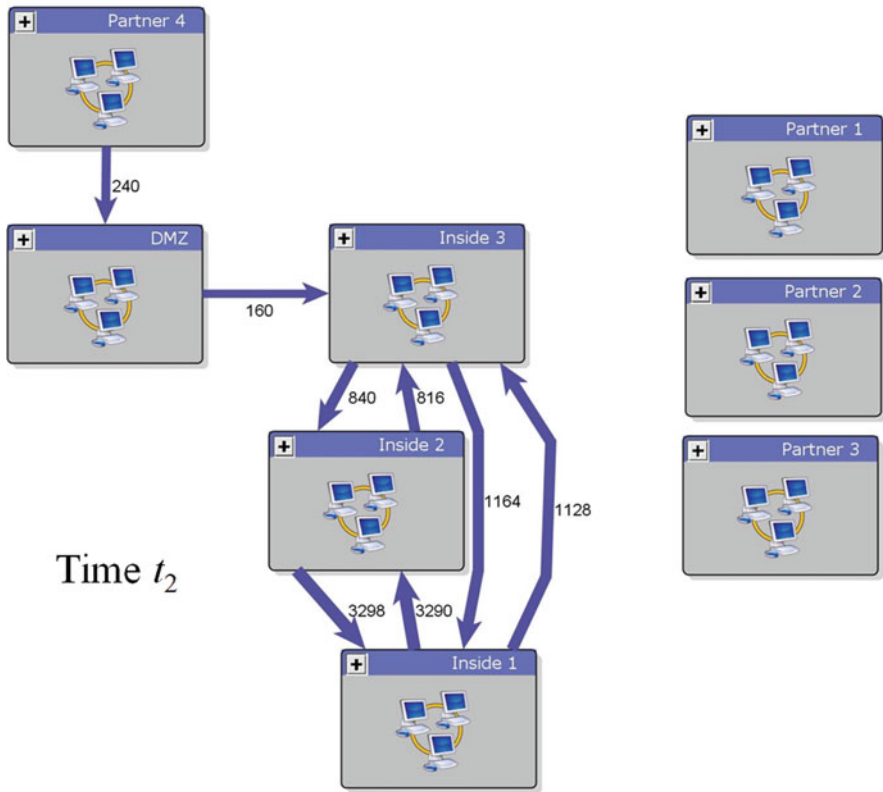 + Partner 4
240
+ DMZ
160
+ Inside 3
840
816
+ Inside 2
1164
1128
3298
3290
+ Inside 1
+ Partner 1
+ Partner 2
+ Partner 3
Time t₂